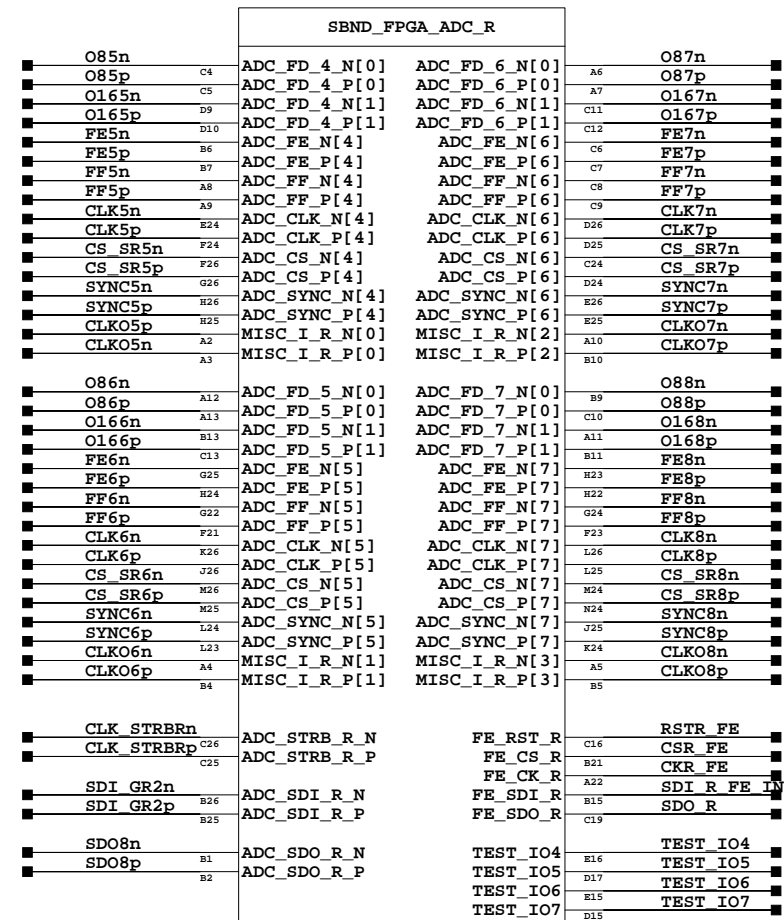 SBND_FPGA_ADC_R
O85n C4 ADC_FD_4_N[0] ADC_FD_6_N[0] A6 O87n
O85p C5 ADC_FD_4_P[0] ADC_FD_6_P[0] A7 O87p
O165n D9 ADC_FD_4_N[1] ADC_FD_6_N[1] C11 O167n
O165p D10 ADC_FD_4_P[1] ADC_FD_6_P[1] C12 O167p
FE5n B6 ADC_FE_N[4] ADC_FE_N[6] C6 FE7n
FE5p B7 ADC_FE_P[4] ADC_FE_P[6] C7 FE7p
FF5n A8 ADC_FF_N[4] ADC_FF_N[6] C8 FF7n
FF5p A9 ADC_FF_P[4] ADC_FF_P[6] C9 FF7p
CLK5n E24 ADC_CLK_N[4] ADC_CLK_N[6] D26 CLK7n
CLK5p F24 ADC_CLK_P[4] ADC_CLK_P[6] D25 CLK7p
CS_SR5n F26 ADC_CS_N[4] ADC_CS_N[6] C24 CS_SR7n
CS_SR5p G26 ADC_CS_P[4] ADC_CS_P[6] D24 CS_SR7p
SYNC5n H26 ADC_SYNC_N[4] ADC_SYNC_N[6] E26 SYNC7n
SYNC5p H25 ADC_SYNC_P[4] ADC_SYNC_P[6] E25 SYNC7p
CLKO5p A2 MISC_I_R_N[0] MISC_I_R_N[2] A10 CLKO7n
CLKO5n A3 MISC_I_R_P[0] MISC_I_R_P[2] B10 CLKO7p
O86n A12 ADC_FD_5_N[0] ADC_FD_7_N[0] B9 O88n
O86p A13 ADC_FD_5_P[0] ADC_FD_7_P[0] C10 O88p
O166n B13 ADC_FD_5_N[1] ADC_FD_7_N[1] A11 O168n
O166p C13 ADC_FD_5_P[1] ADC_FD_7_P[1] B11 O168p
FE6n G25 ADC_FE_N[5] ADC_FE_N[7] H23 FE8n
FE6p H24 ADC_FE_P[5] ADC_FE_P[7] H22 FE8p
FF6n G22 ADC_FF_N[5] ADC_FF_N[7] G24 FF8n
FF6p F21 ADC_FF_P[5] ADC_FF_P[7] F23 FF8p
CLK6n K26 ADC_CLK_N[5] ADC_CLK_N[7] L26 CLK8n
CLK6p J26 ADC_CLK_P[5] ADC_CLK_P[7] L25 CLK8p
CS_SR6n M26 ADC_CS_N[5] ADC_CS_N[7] M24 CS_SR8n
CS_SR6p M25 ADC_CS_P[5] ADC_CS_P[7] N24 CS_SR8p
SYNC6n L24 ADC_SYNC_N[5] ADC_SYNC_N[7] J25 SYNC8n
SYNC6p L23 ADC_SYNC_P[5] ADC_SYNC_P[7] K24 SYNC8p
CLKO6n A4 MISC_I_R_N[1] MISC_I_R_N[3] A5 CLKO8n
CLKO6p B4 MISC_I_R_P[1] MISC_I_R_P[3] B5 CLKO8p
CLK_STRBRn C26 ADC_STRB_R_N FE_RST_R C16 RSTR_FE
CLK_STRBRp C25 ADC_STRB_R_P FE_CS_R B21 CSR_FE
FE_CK_R A22 CKR_FE
SDI_GR2n B26 ADC_SDI_R_N FE_SDI_R B15 SDI_R_FE_IN
SDI_GR2p B25 ADC_SDI_R_P FE_SDO_R C19 SDO_R
SDO8n B1 ADC_SDO_R_N TEST_IO4 E16 TEST_IO4
SDO8p B2 ADC_SDO_R_P TEST_IO5 D17 TEST_IO5
TEST_IO6 E15 TEST_IO6
TEST_IO7 D15 TEST_IO7